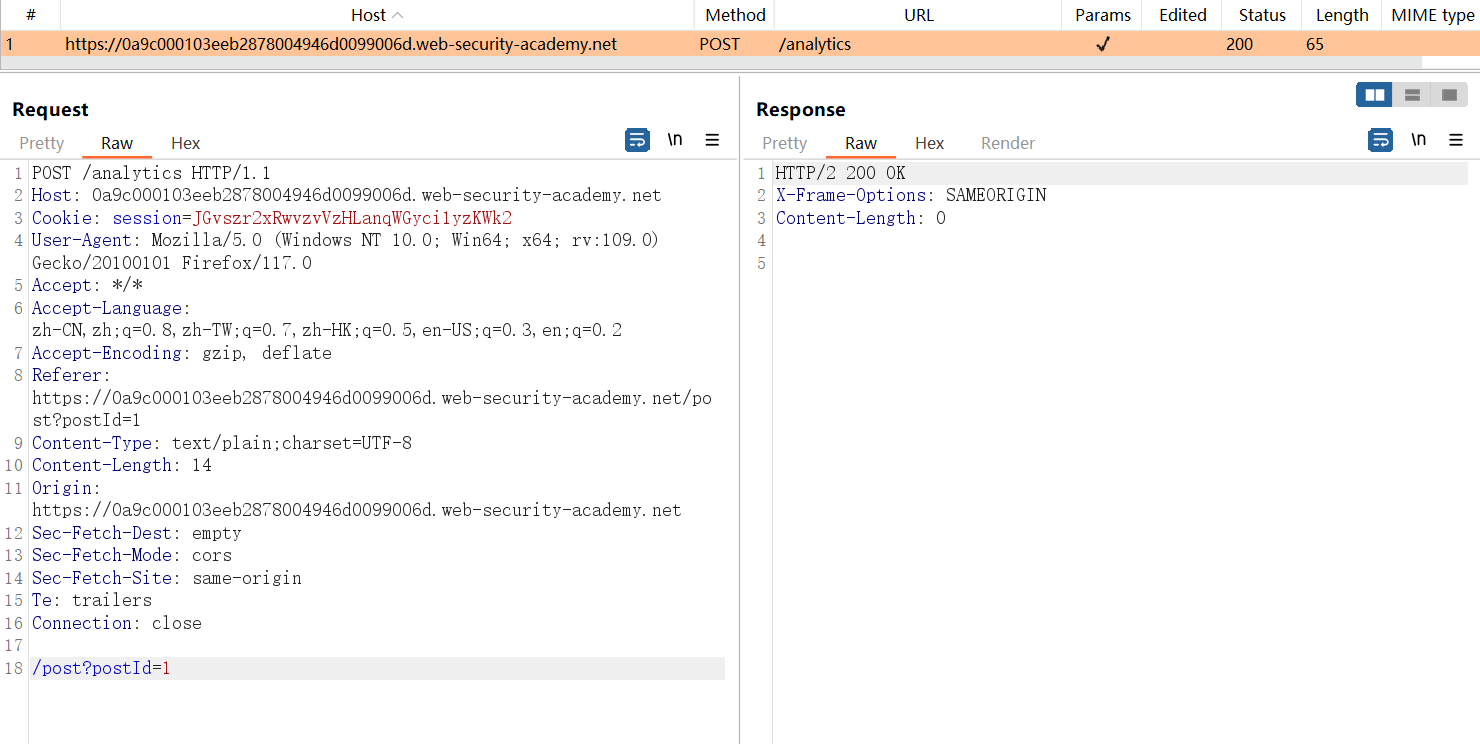 # Host Method URL Params Edited Status Length MIME type
1 https://0a9c000103eeb2878004946d0099006d.web-security-academy.net POST /analytics ✓ 200 65
Request
Pretty Raw Hex
\n
1 POST /analytics HTTP/1.1
2 Host: 0a9c000103eeb2878004946d0099006d.web-security-academy.net
3 Cookie: session=JGvszr2xRwvzvVzHLanqWGyci1yzKWk2
4 User-Agent: Mozilla/5.0 (Windows NT 10.0; Win64; x64; rv:109.0)
Gecko/20100101 Firefox/117.0
5 Accept: */*
6 Accept-Language:
zh-CN,zh;q=0.8,zh-TW;q=0.7,zh-HK;q=0.5,en-US;q=0.3,en;q=0.2
7 Accept-Encoding: gzip, deflate
8 Referer:
https://0a9c000103eeb2878004946d0099006d.web-security-academy.net/po
st?postId=1
9 Content-Type: text/plain;charset=UTF-8
10 Content-Length: 14
11 Origin:
https://0a9c000103eeb2878004946d0099006d.web-security-academy.net
12 Sec-Fetch-Dest: empty
13 Sec-Fetch-Mode: cors
14 Sec-Fetch-Site: same-origin
15 Te: trailers
16 Connection: close
17
18 /post?postId=1
Response
Pretty Raw Hex Render
\n
1 HTTP/2 200 OK
2 X-Frame-Options: SAMEORIGIN
3 Content-Length: 0
4
5